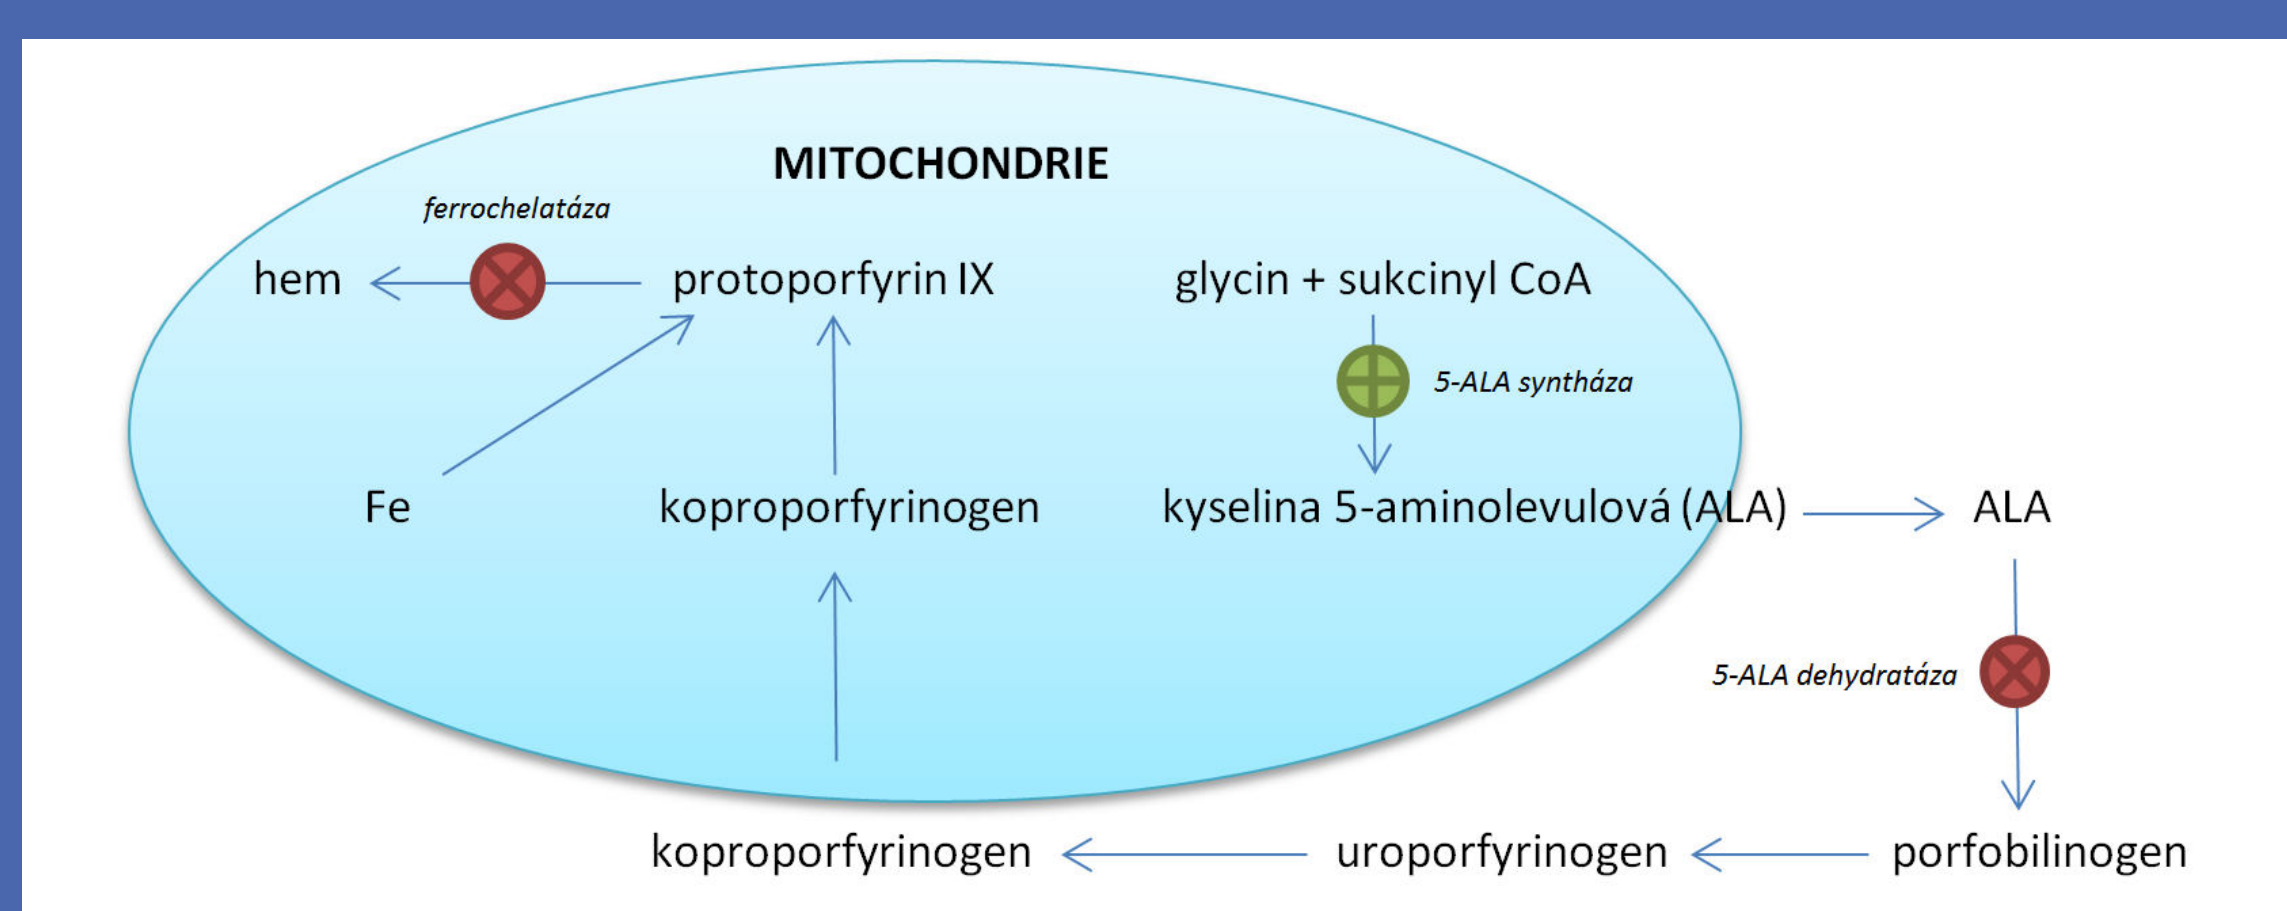 MITOCHONDRIE
ferrochelatáza
hem
protoporfyrin IX
glycin + sukcinyl CoA
5-ALA syntháza
Fe
koproporfyrinogen
kyselina 5-aminolevulová (ALA)
ALA
5-ALA dehydratáza
koproporfyrinogen
uroporfyrinogen
porfobilinogen